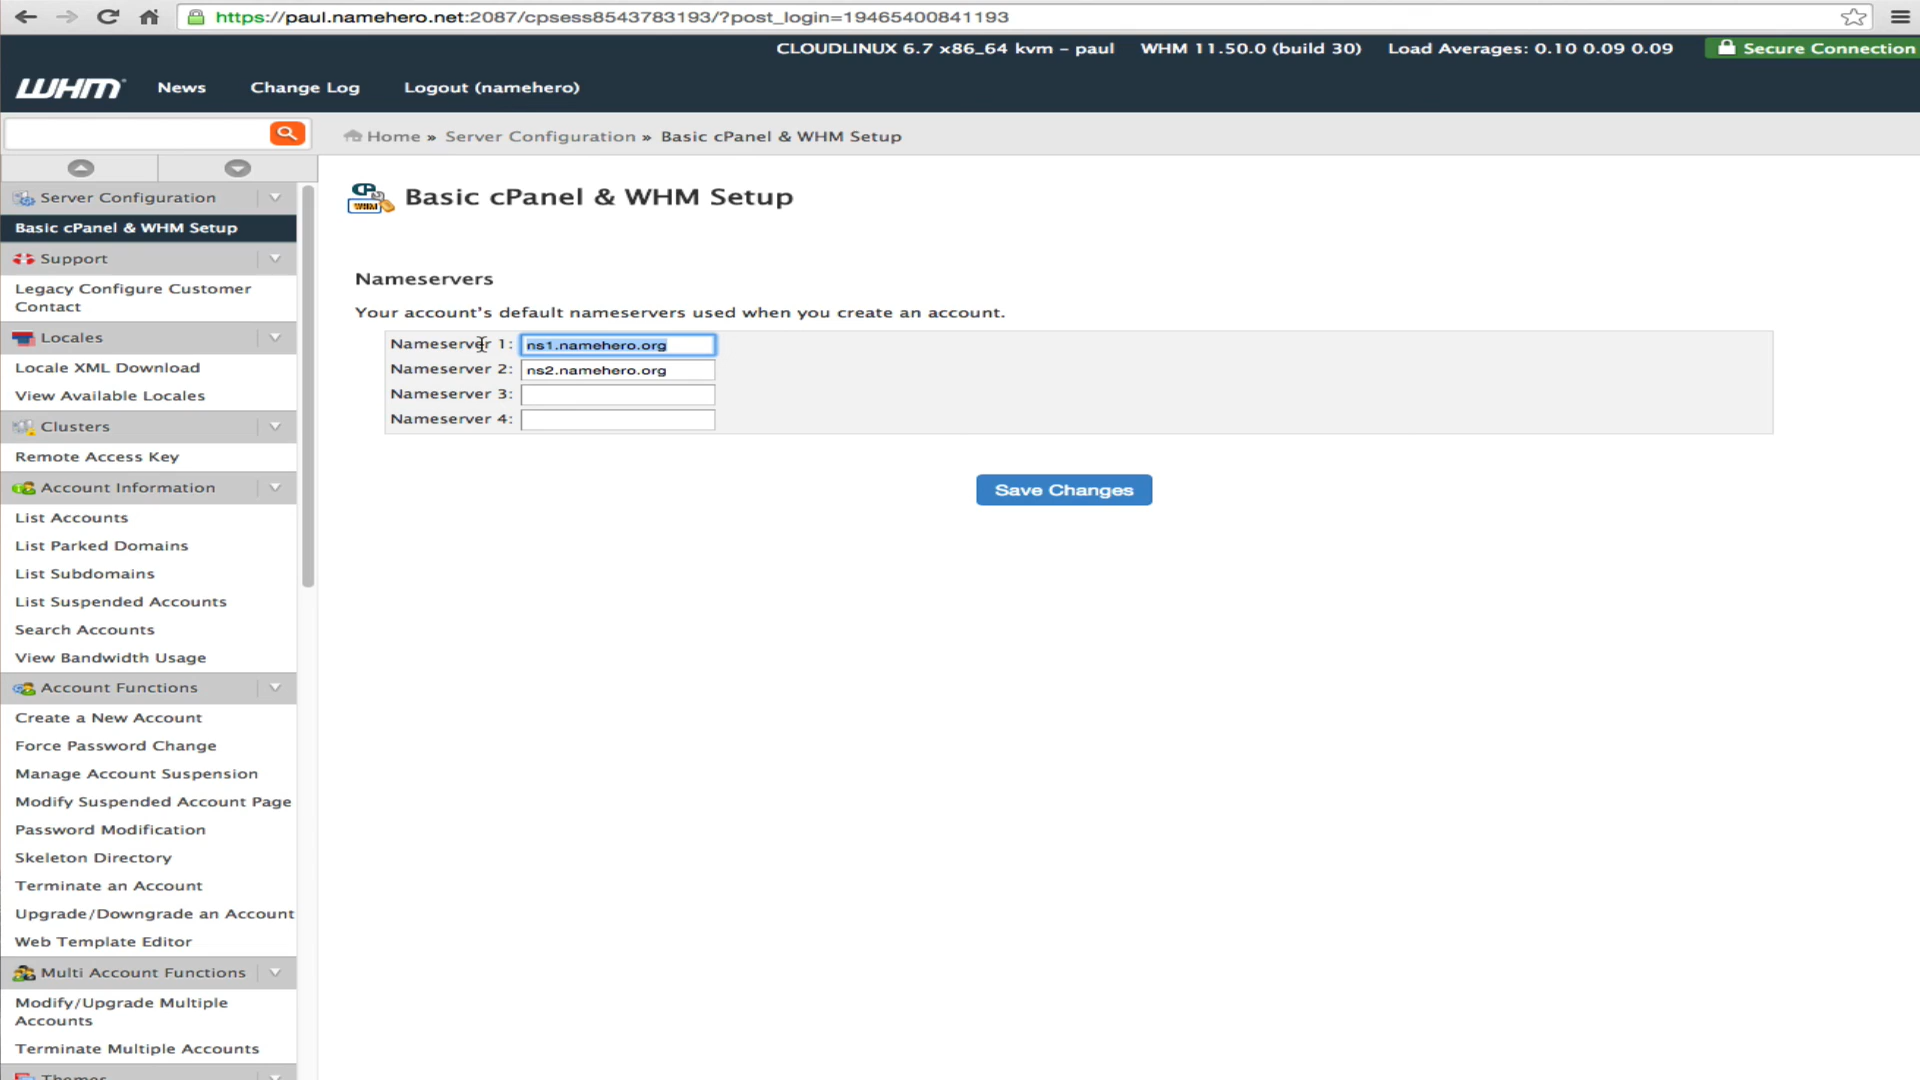 https://paul.namehero.net:2087/cpsess8543783193/?post_login=19465400841193
CLOUDLINUX 6.7 x86_64 kvm – paul WHM 11.50.0 (build 30) Load Averages: 0.10 0.09 0.09 Secure Connection
WHM News Change Log Logout (namehero)
Home » Server Configuration » Basic cPanel & WHM Setup
Server Configuration
Basic cPanel & WHM Setup
Support
Legacy Configure Customer
Contact
Locales
Locale XML Download
View Available Locales
Clusters
Remote Access Key
Account Information
List Accounts
List Parked Domains
List Subdomains
List Suspended Accounts
Search Accounts
View Bandwidth Usage
Account Functions
Create a New Account
Force Password Change
Manage Account Suspension
Modify Suspended Account Page
Password Modification
Skeleton Directory
Terminate an Account
Upgrade/Downgrade an Account
Web Template Editor
Multi Account Functions
Modify/Upgrade Multiple
Accounts
Terminate Multiple Accounts
Themes
CP
WHM
Basic cPanel & WHM Setup
Nameservers
Your account's default nameservers used when you create an account.
Nameserver 1: ns1.namehero.org
Nameserver 2: ns2.namehero.org
Nameserver 3:
Nameserver 4:
Save Changes